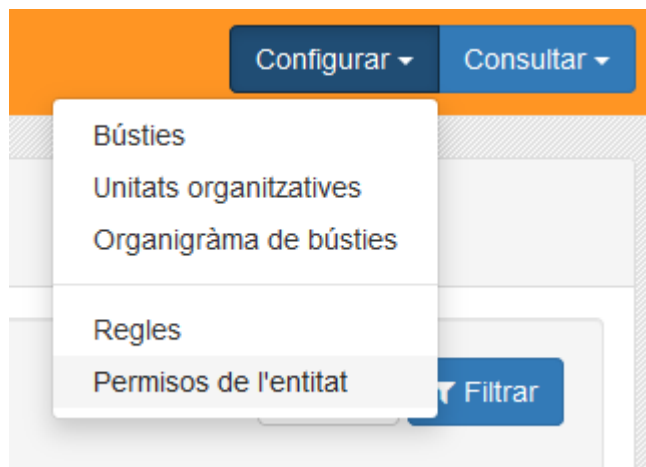 Configurar Consultar
Bústies
Unitats organitzatives
Organigràma de bústies
Regles
Permisos de l'entitat
Filtrar